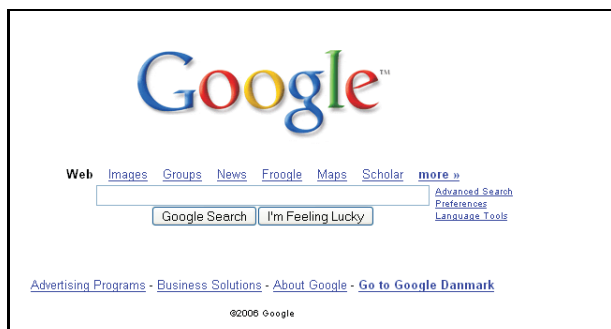 Google™
Web Images Groups News Froogle Maps Scholar more »
Advanced Search
Preferences
Language Tools
Google Search I'm Feeling Lucky
Advertising Programs - Business Solutions - About Google - Go to Google Danmark
©2006 Google